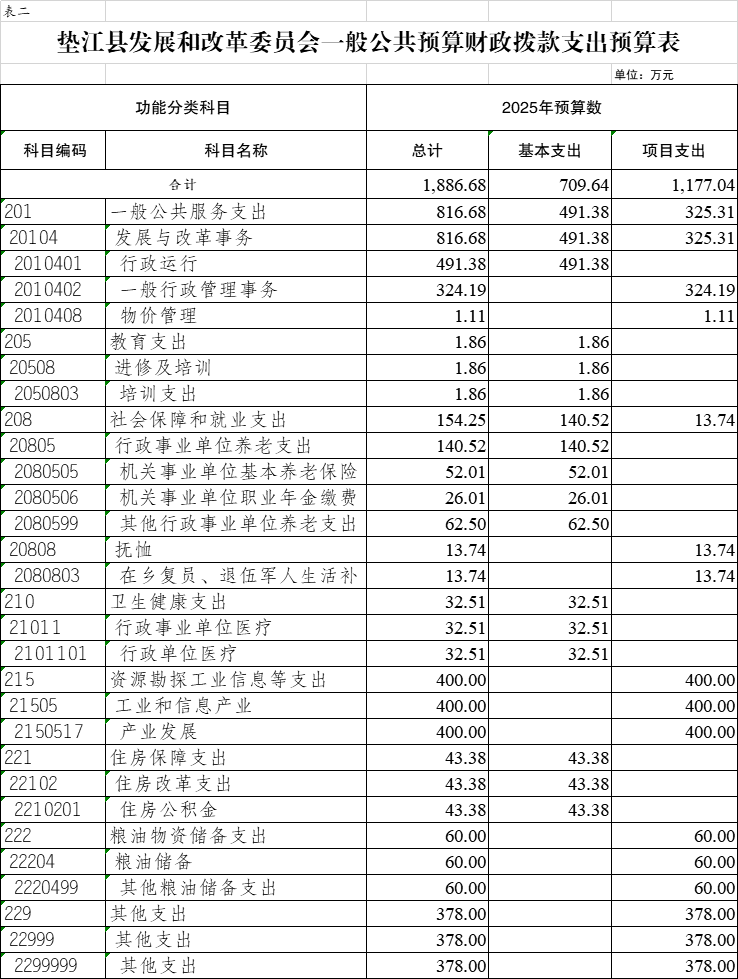 表二
垫江县发展和改革委员会一般公共预算财政拨款支出预算表
单位：万元
功能分类科目 2025年预算数
科目编码 科目名称 总计 基本支出 项目支出
合计 1,886.68 709.64 1,177.04
201 一般公共服务支出 816.68 491.38 325.31
20104 发展与改革事务 816.68 491.38 325.31
2010401 行政运行 491.38 491.38
2010402 一般行政管理事务 324.19 324.19
2010408 物价管理 1.11 1.11
205 教育支出 1.86 1.86
20508 进修及培训 1.86 1.86
2050803 培训支出 1.86 1.86
208 社会保障和就业支出 154.25 140.52 13.74
20805 行政事业单位养老支出 140.52 140.52
2080505 机关事业单位基本养老保险 52.01 52.01
2080506 机关事业单位职业年金缴费 26.01 26.01
2080599 其他行政事业单位养老支出 62.50 62.50
20808 抚恤 13.74 13.74
2080803 在乡复员、退伍军人生活补 13.74 13.74
210 卫生健康支出 32.51 32.51
21011 行政事业单位医疗 32.51 32.51
2101101 行政单位医疗 32.51 32.51
215 资源勘探工业信息等支出 400.00 400.00
21505 工业和信息产业 400.00 400.00
2150517 产业发展 400.00 400.00
221 住房保障支出 43.38 43.38
22102 住房改革支出 43.38 43.38
2210201 住房公积金 43.38 43.38
222 粮油物资储备支出 60.00 60.00
22204 粮油储备 60.00 60.00
2220499 其他粮油储备支出 60.00 60.00
229 其他支出 378.00 378.00
22999 其他支出 378.00 378.00
2299999 其他支出 378.00 378.00